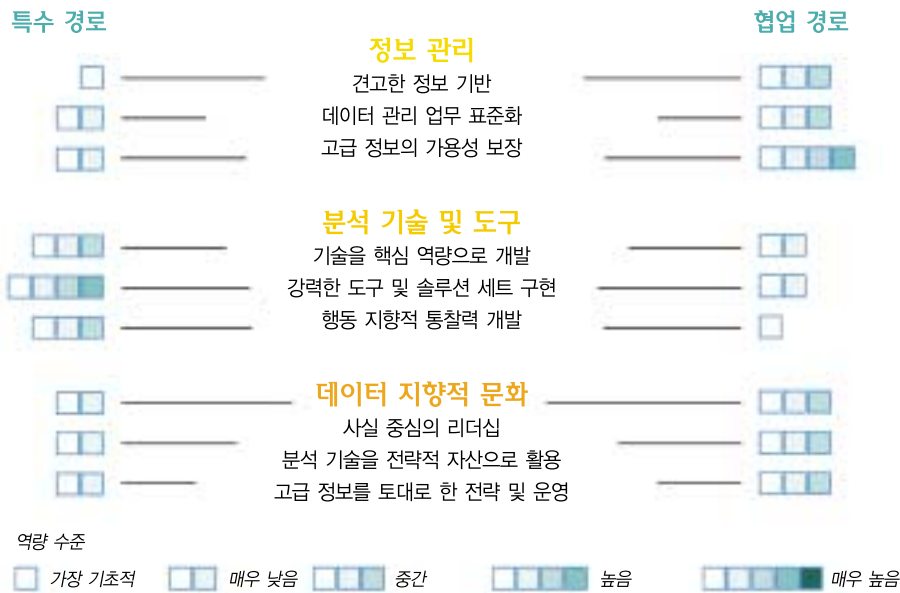 특수 경로
협업 경로
정보 관리
견고한 정보 기반
데이터 관리 업무 표준화
고급 정보의 가용성 보장
분석 기술 및 도구
기술을 핵심 역량으로 개발
강력한 도구 및 솔루션 세트 구현
행동 지향적 통찰력 개발
데이터 지향적 문화
사실 중심의 리더십
분석 기술을 전략적 자산으로 활용
고급 정보를 토대로 한 전략 및 운영
역량 수준
가장 기초적
매우 낮음
중간
높음
매우 높음